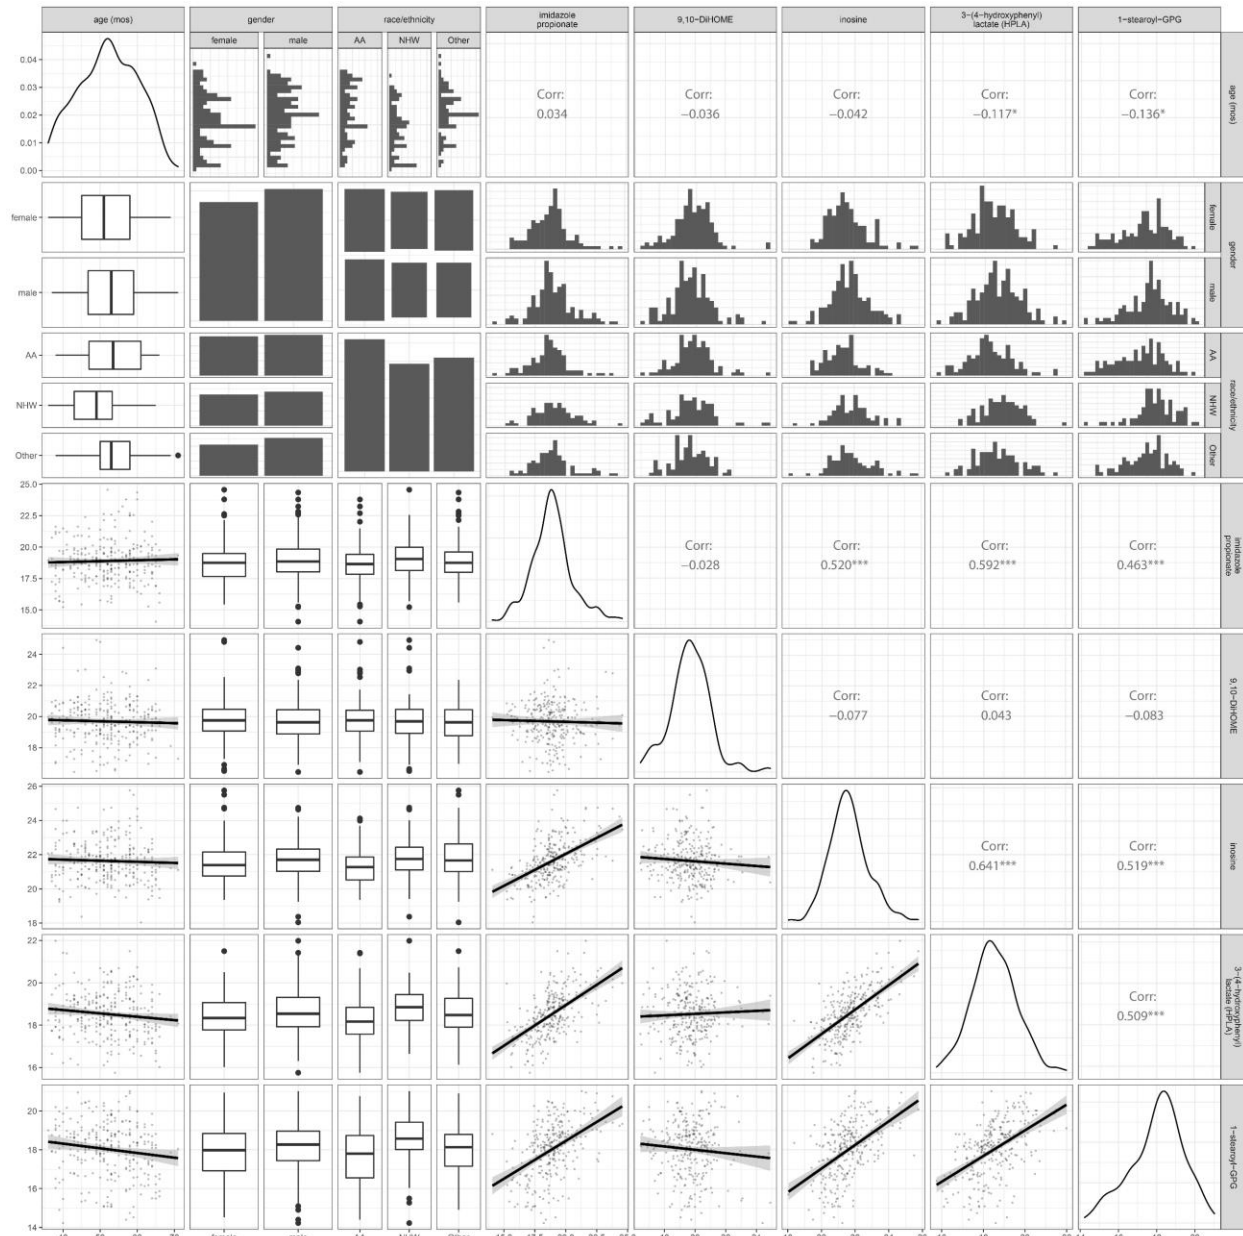 age (mos)
gender
race/ethnicity
imidazole
propionate
9,10−DiHOME
inosine
3−(4−hydroxyphenyl)
lactate (HPLA)
1−stearoyl−GPG
female
male
AA
NHW
Other
0.04
0.03
0.02
0.01
0.00
Corr:
0.034
Corr:
−0.036
Corr:
−0.042
Corr:
−0.117*
Corr:
−0.136*
age (mos)
female
male
female
male
gender
AA
NHW
Other
AA
NHW
Other
race/ethnicity
25.0
20.0
17.5
15.0
Corr:
−0.028
Corr:
0.520***
Corr:
0.592***
Corr:
0.463***
imidazole
propionate
24
22
20
18
Corr:
−0.077
Corr:
0.043
Corr:
−0.083
9,10−DiHOME
26
24
22
20
18
Corr:
0.641***
Corr:
0.519***
inosine
22
20
18
16
Corr:
0.509***
3−(4−hydroxyphenyl)
lactate (HPLA)
20
18
16
14
1−stearoyl−GPG